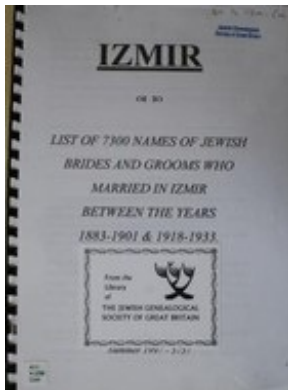 IZMIR
LIST OF 7300 NAMES OF JEWISH
BRIDES AND GROOMS WHO
MARRIED IN IZMIR
BETWEEN THE YEARS
1883-1901 & 1918-1933.
From the
Library
of
THE JEWISH GENEALOGICAL
SOCIETY OF GREAT BRITAIN